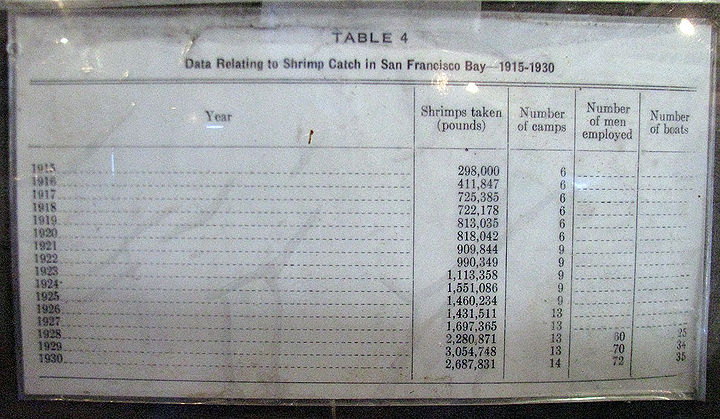 TABLE 4
Data Relating to Shrimp Catch in San Francisco Bay—1915-1930
Year | Shrimps taken (pounds) | Number of camps | Number of men employed | Number of boats
1915 | 298,000 | 6
1916 | 411,847 | 6
1917 | 725,385 | 6
1918 | 722,178 | 6
1919 | 813,035 | 6
1920 | 818,042 | 6
1921 | 909,844 | 9
1922 | 990,349 | 9
1923 | 1,113,358 | 9
1924 | 1,551,086 | 9
1925 | 1,460,234 | 9
1926 | 1,431,511 | 13
1927 | 1,697,365 | 13
1928 | 2,280,871 | 13 | 60 | 25
1929 | 3,054,748 | 13 | 70 | 34
1930 | 2,687,831 | 14 | 72 | 35